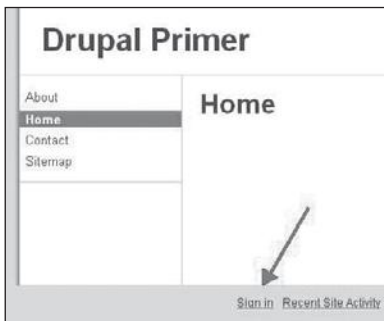 Drupal Primer
About
Home
Contact
Sitemap
Home
Sign in Recent Site Activity